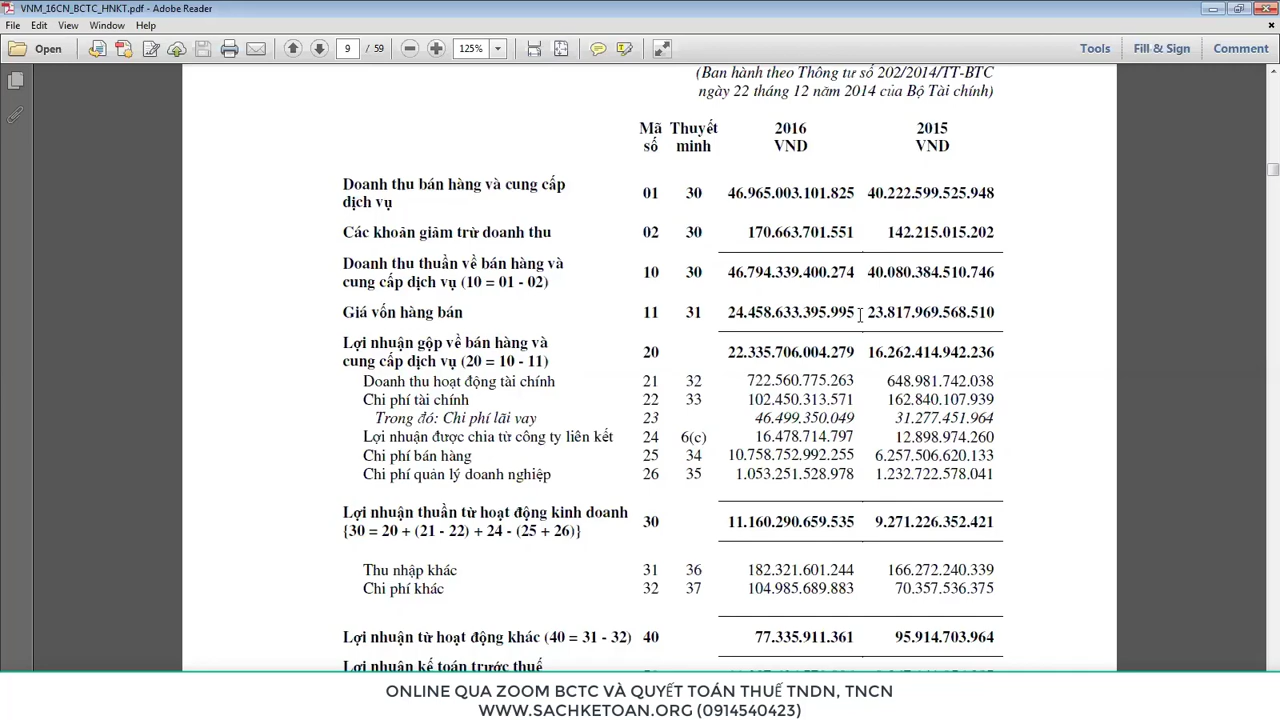 VNM_16CN_BCTC_HNKT.pdf - Adobe Reader
File Edit View Window Help
Open 9 / 59 125% Tools Fill & Sign Comment
(Ban hành theo Thông tư số 202/2014/TT-BTC
ngày 22 tháng 12 năm 2014 của Bộ Tài chính)
Mã Thuyết 2016 2015
số minh VND VND
Doanh thu bán hàng và cung cấp
dịch vụ 01 30 46.965.003.101.825 40.222.599.525.948
Các khoản giảm trừ doanh thu 02 30 170.663.701.551 142.215.015.202
Doanh thu thuần về bán hàng và
cung cấp dịch vụ (10 = 01 - 02) 10 30 46.794.339.400.274 40.080.384.510.746
Giá vốn hàng bán 11 31 24.458.633.395.995 23.817.969.568.510
Lợi nhuận gộp về bán hàng và
cung cấp dịch vụ (20 = 10 - 11) 20 22.335.706.004.279 16.262.414.942.236
Doanh thu hoạt động tài chính 21 32 722.560.775.263 648.981.742.038
Chi phí tài chính 22 33 102.450.313.571 162.840.107.939
Trong đó: Chi phí lãi vay 23 46.499.350.049 31.277.451.964
Lợi nhuận được chia từ công ty liên kết 24 6(c) 16.478.714.797 12.898.974.260
Chi phí bán hàng 25 34 10.758.752.992.255 6.257.506.620.133
Chi phí quản lý doanh nghiệp 26 35 1.053.251.528.978 1.232.722.578.041
Lợi nhuận thuần từ hoạt động kinh doanh
{30 = 20 + (21 - 22) + 24 - (25 + 26)} 30 11.160.290.659.535 9.271.226.352.421
Thu nhập khác 31 36 182.321.601.244 166.272.240.339
Chi phí khác 32 37 104.985.689.883 70.357.536.375
Lợi nhuận từ hoạt động khác (40 = 31 - 32) 40 77.335.911.361 95.914.703.964
Lợi nhuận kế toán trước thuế
ONLINE QUA ZOOM BCTC VÀ QUYẾT TOÁN THUẾ TNDN, TNCN
WWW.SACHKETOAN.ORG (0914540423)